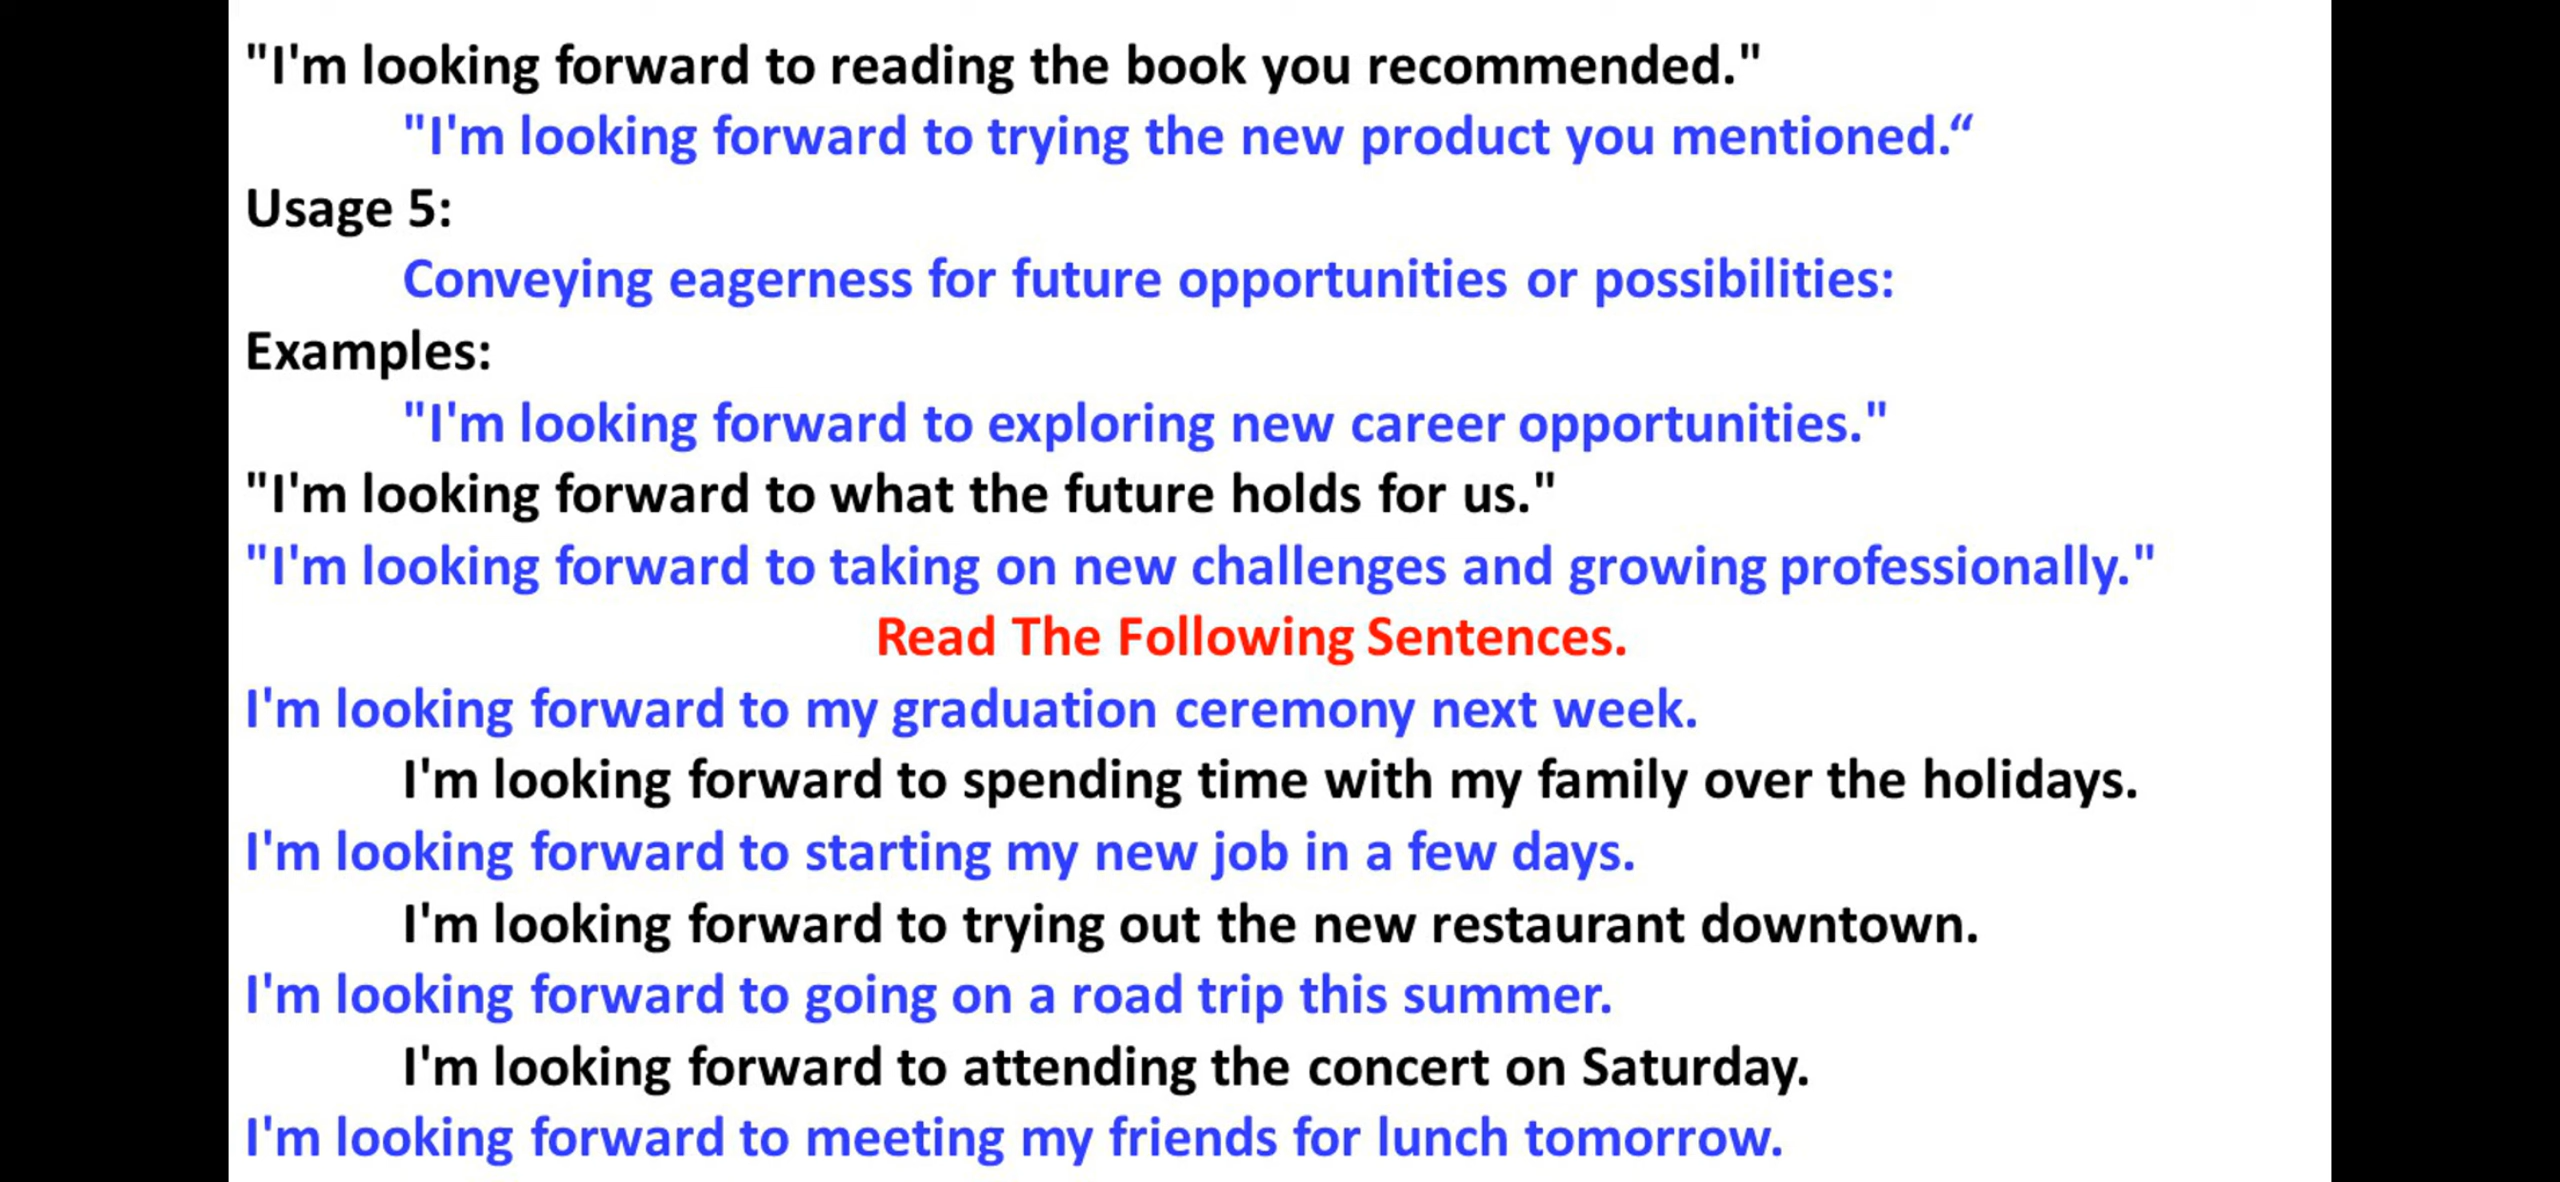 "I'm looking forward to reading the book you recommended."
"I'm looking forward to trying the new product you mentioned.“
Usage 5:
Conveying eagerness for future opportunities or possibilities:
Examples:
"I'm looking forward to exploring new career opportunities."
"I'm looking forward to what the future holds for us."
"I'm looking forward to taking on new challenges and growing professionally."
Read The Following Sentences.
I'm looking forward to my graduation ceremony next week.
I'm looking forward to spending time with my family over the holidays.
I'm looking forward to starting my new job in a few days.
I'm looking forward to trying out the new restaurant downtown.
I'm looking forward to going on a road trip this summer.
I'm looking forward to attending the concert on Saturday.
I'm looking forward to meeting my friends for lunch tomorrow.